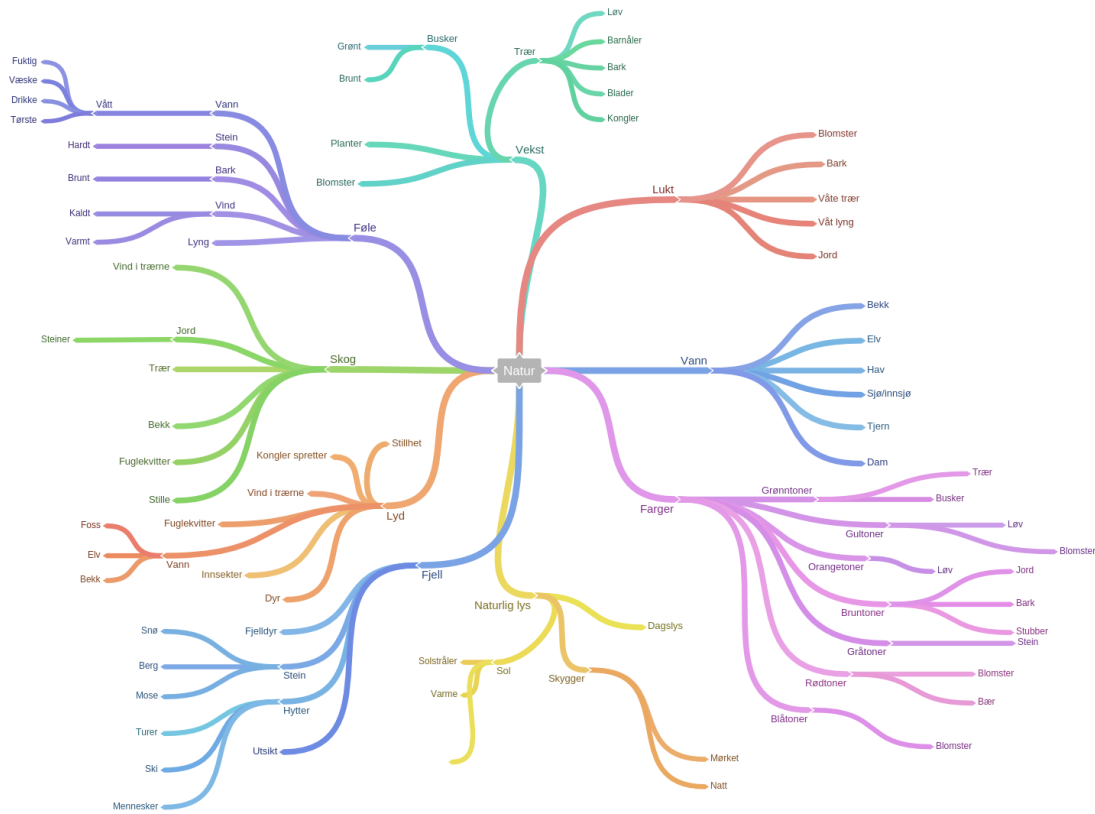 Natur
Vekst
Busker
Grønt
Brunt
Trær
Løv
Barnåler
Bark
Blader
Kongler
Planter
Blomster
Lukt
Blomster
Bark
Våte trær
Våt lyng
Jord
Føle
Vann
Vått
Fuktig
Væske
Drikke
Tørste
Stein
Hardt
Bark
Brunt
Vind
Kaldt
Varmt
Lyng
Skog
Vind i trærne
Jord
Steiner
Trær
Bekk
Fuglekvitter
Stille
Vann
Bekk
Elv
Hav
Sjø/innsjø
Tjern
Dam
Lyd
Stillhet
Kongler spretter
Vind i trærne
Fuglekvitter
Vann
Foss
Elv
Bekk
Innsekter
Dyr
Farger
Grønntoner
Trær
Busker
Gultoner
Løv
Blomster
Orangetoner
Løv
Bruntoner
Jord
Bark
Stubber
Gråtoner
Stein
Rødtoner
Blomster
Bær
Blåtoner
Blomster
Fjell
Fjelldyr
Stein
Snø
Berg
Mose
Hytter
Turer
Ski
Mennesker
Utsikt
Naturlig lys
Dagslys
Sol
Solstråler
Varme
Skygger
Mørket
Natt